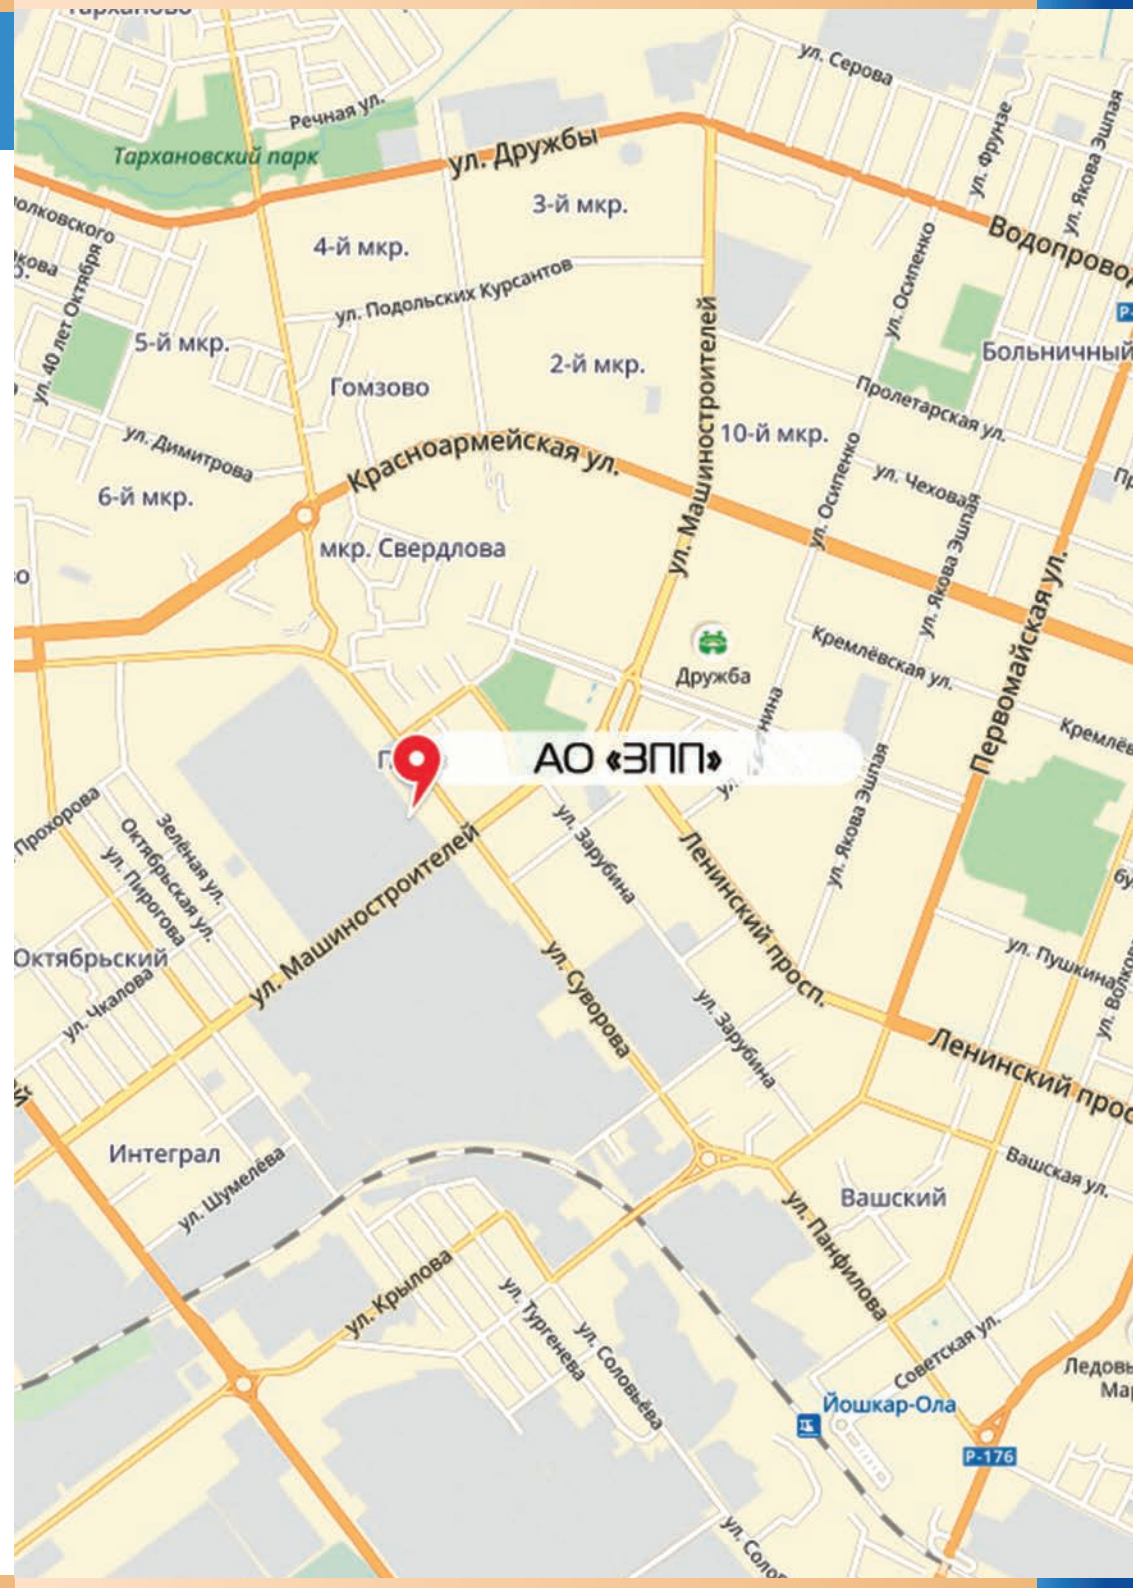 Тарханово
ул. Серова
Речная ул.
ул. Фрунзе
ул. Якова Эшпая
Тархановский парк
ул. Дружбы
3-й мкр.
4-й мкр.
Водопровод
ул. Осипенко
ул. Подольских Курсантов
ул. 40 лет Октября
5-й мкр.
2-й мкр.
Больничный
Гомзово
Пролетарская ул.
ул. Машиностроителей
10-й мкр.
ул. Димитрова
Красноармейская ул.
ул. Осипенко
ул. Чехова
6-й мкр.
мкр. Свердлова
ул. Якова Эшпая
Первомайская ул.
Кремлёвская ул.
Дружба
Кремлёв
АО «ЗПП»
Прохорова
Зелёная ул.
Октябрьская ул.
ул. Пирогова
ул. Зарубина
ул. Якова Эшпая
Ленинский просп.
ул. Машиностроителей
Октябрьский
ул. Чкалова
ул. Суворова
ул. Пушкина
ул. Зарубина
Ленинский прос
Интеграл
ул. Шумелёва
Вашская ул.
Вашский
ул. Панфилова
ул. Крылова
ул. Тургенева
ул. Соловьёва
Советская ул.
Ледовы
Мар
Йошкар-Ола
Р-176
ул. Солов